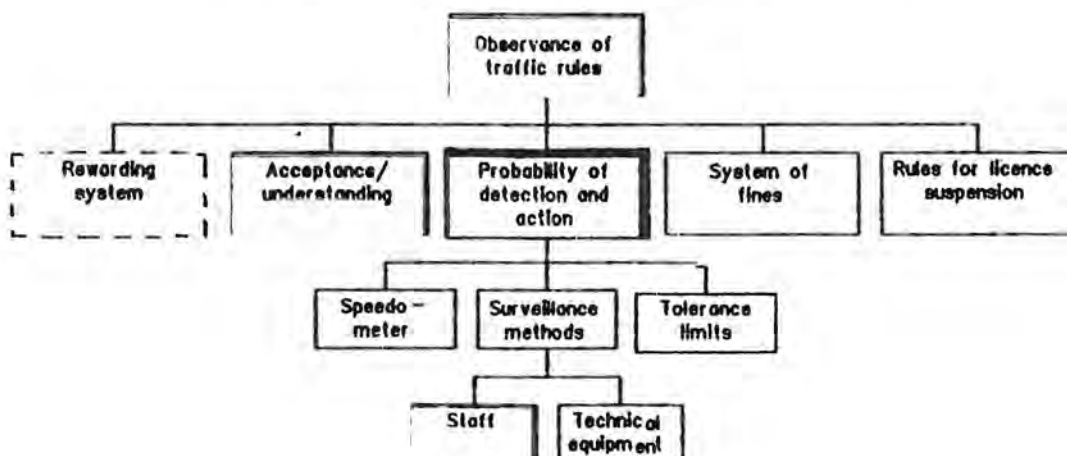 Observance of
traffic rules
Rewarding
system
Acceptance/
understanding
Probability of
detection and
action
System of
fines
Rules for licence
suspension
Speedo-
meter
Surveillance
methods
Tolerance
limits
Staff
Technical
equipment